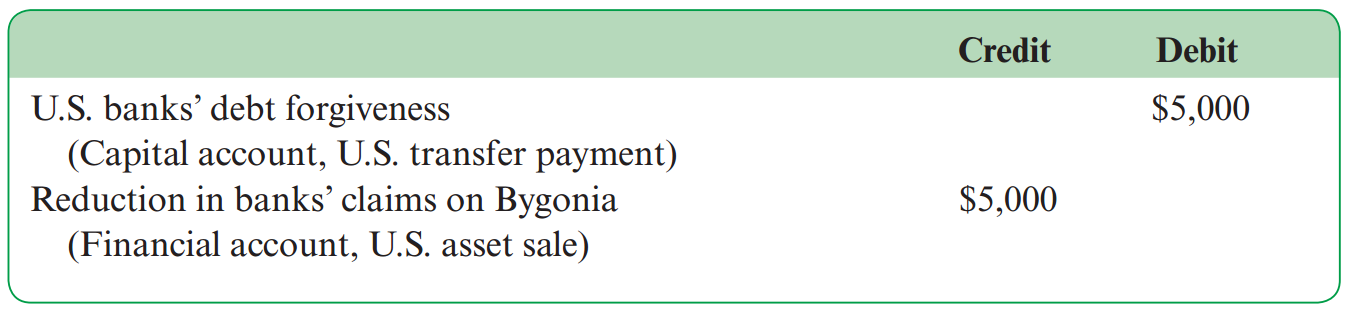 Credit Debit
U.S. banks’ debt forgiveness $5,000
(Capital account, U.S. transfer payment)
Reduction in banks’ claims on Bygonia $5,000
(Financial account, U.S. asset sale)